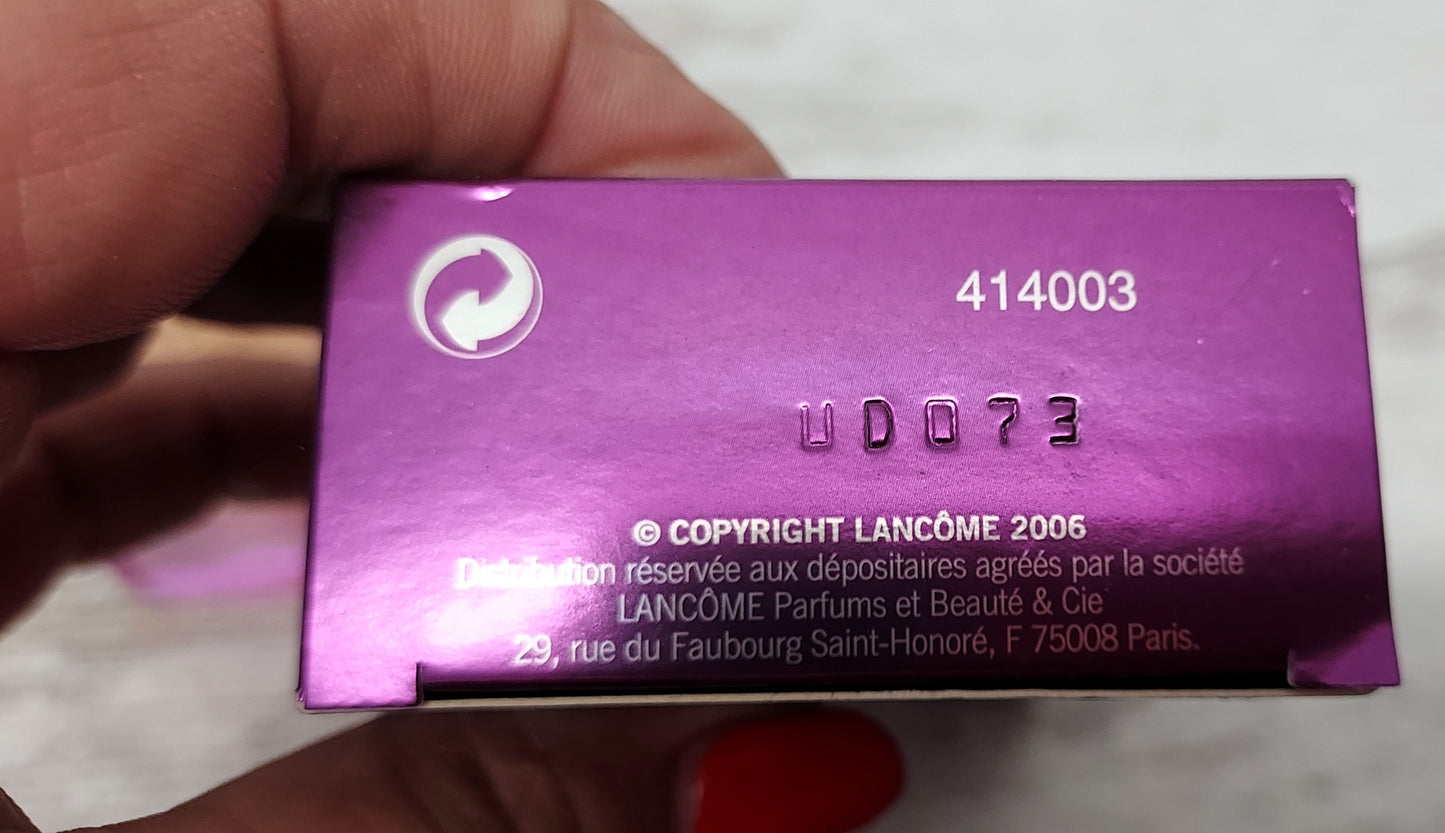 414003
UD073
© COPYRIGHT LANCÔME 2006
Distribution réservée aux dépositaires agréés par la société
LANCÔME Parfums et Beauté & Cie
29, rue du Faubourg Saint-Honoré, F 75008 Paris.